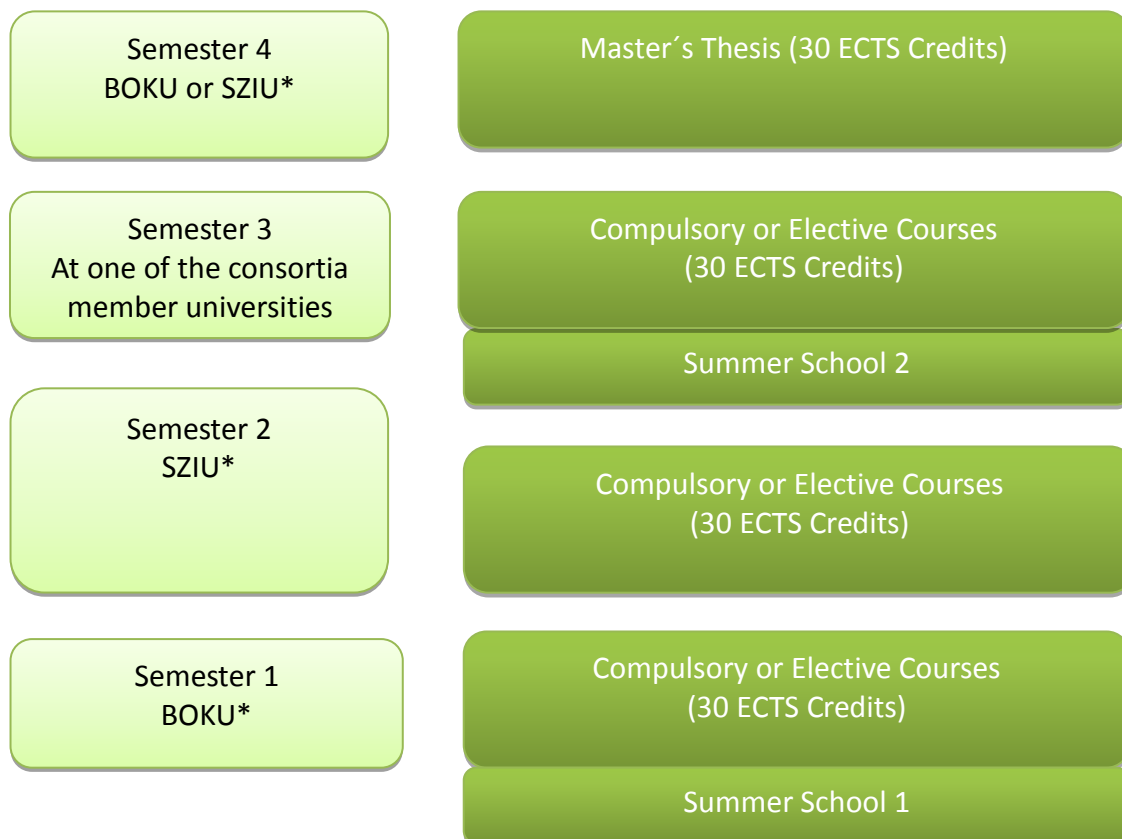 Semester 4
BOKU or SZIU*
Master´s Thesis (30 ECTS Credits)
Semester 3
At one of the consortia
member universities
Compulsory or Elective Courses
(30 ECTS Credits)
Summer School 2
Semester 2
SZIU*
Compulsory or Elective Courses
(30 ECTS Credits)
Semester 1
BOKU*
Compulsory or Elective Courses
(30 ECTS Credits)
Summer School 1